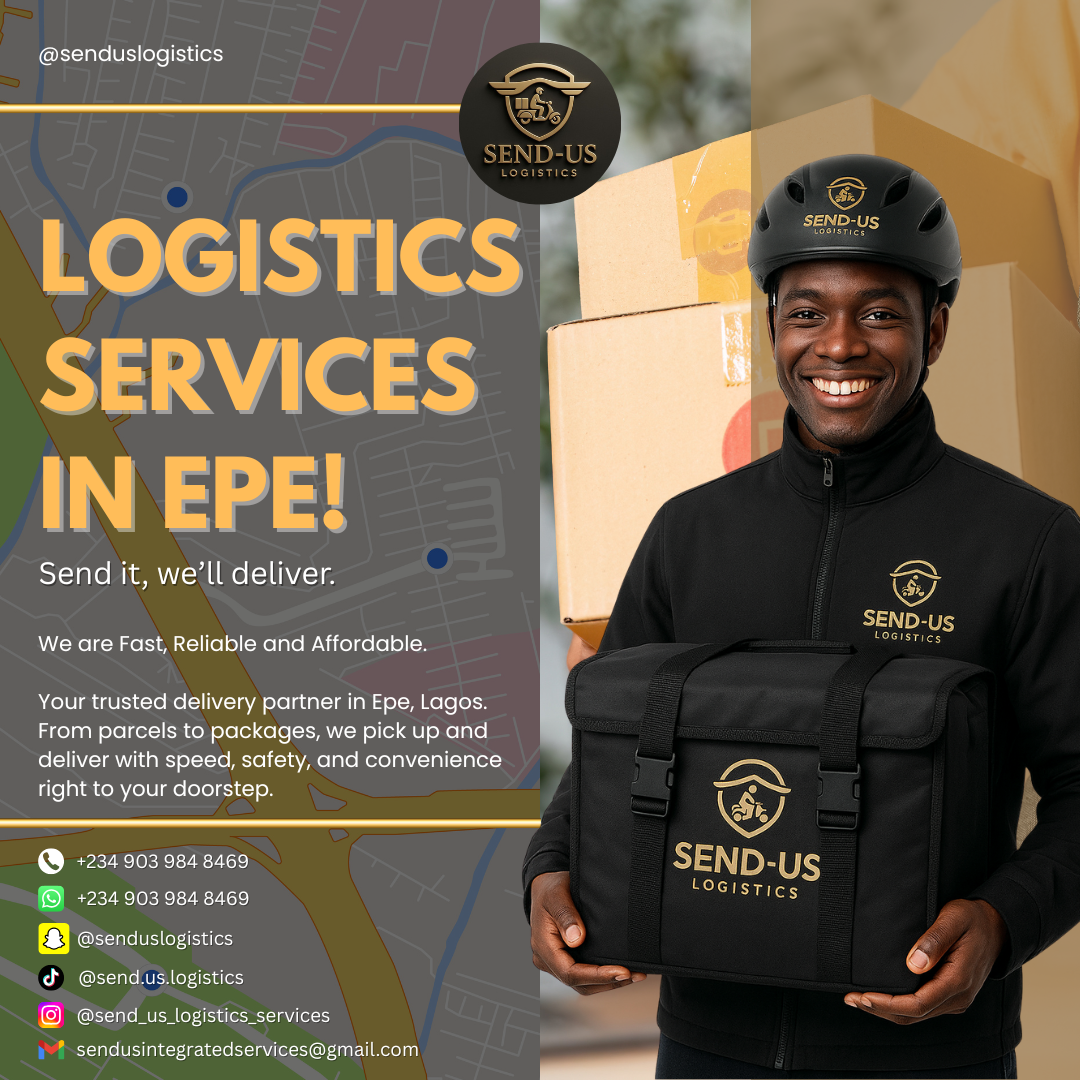 @senduslogistics
SEND-US
LOGISTICS
LOGISTICS
SERVICES
IN EPE!
Send it, we’ll deliver.
We are Fast, Reliable and Affordable.
Your trusted delivery partner in Epe, Lagos.
From parcels to packages, we pick up and
deliver with speed, safety, and convenience
right to your doorstep.
+234 903 984 8469
+234 903 984 8469
@senduslogistics
@send.us.logistics
@send_us_logistics_services
sendusintegratedservices@gmail.com
SEND-US
LOGISTICS
SEND-US
LOGISTICS
SEND-US
LOGISTICS